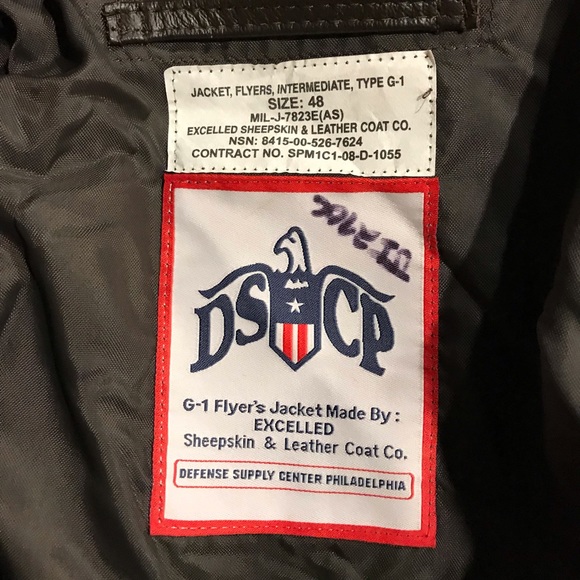 JACKET, FLYERS, INTERMEDIATE, TYPE G-1
SIZE: 48
MIL-J-7823E(AS)
EXCELLED SHEEPSKIN & LEATHER COAT CO.
NSN: 8415-00-526-7624
CONTRACT NO. SPM1C1-08-D-1055
DSCP
G-1 Flyer's Jacket Made By:
EXCELLED
Sheepskin & Leather Coat Co.
DEFENSE SUPPLY CENTER PHILADELPHIA